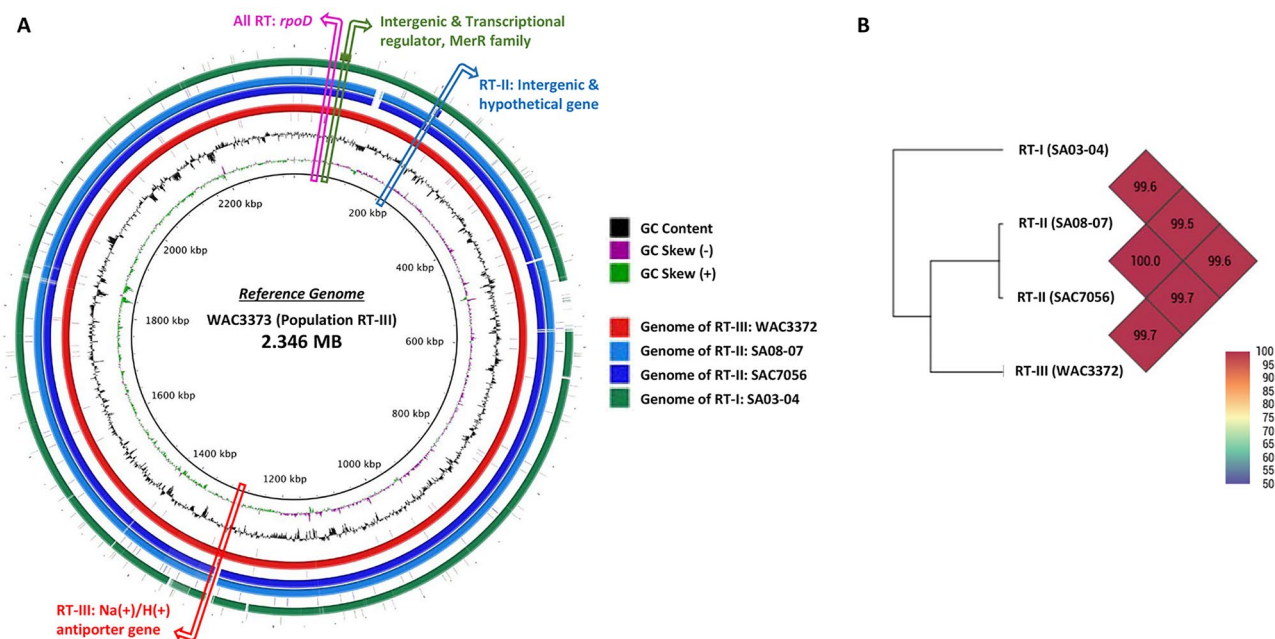 A
All RT: rpoD
Intergenic & Transcriptional
regulator, MerR family
RT-II: Intergenic &
hypothetical gene
2200 kbp
200 kbp
2000 kbp
400 kbp
Reference Genome
WAC3373 (Population RT-III)
2.346 MB
1800 kbp
600 kbp
1600 kbp
800 kbp
1400 kbp
1000 kbp
1200 kbp
RT-III: Na(+)/H(+)
antiporter gene
GC Content
GC Skew (-)
GC Skew (+)
Genome of RT-III: WAC3372
Genome of RT-II: SA08-07
Genome of RT-II: SAC7056
Genome of RT-I: SA03-04
B
RT-I (SA03-04)
RT-II (SA08-07)
RT-II (SAC7056)
RT-III (WAC3372)
99.6
99.5
100.0
99.6
99.7
99.7
100
95
90
85
80
75
70
65
60
55
50